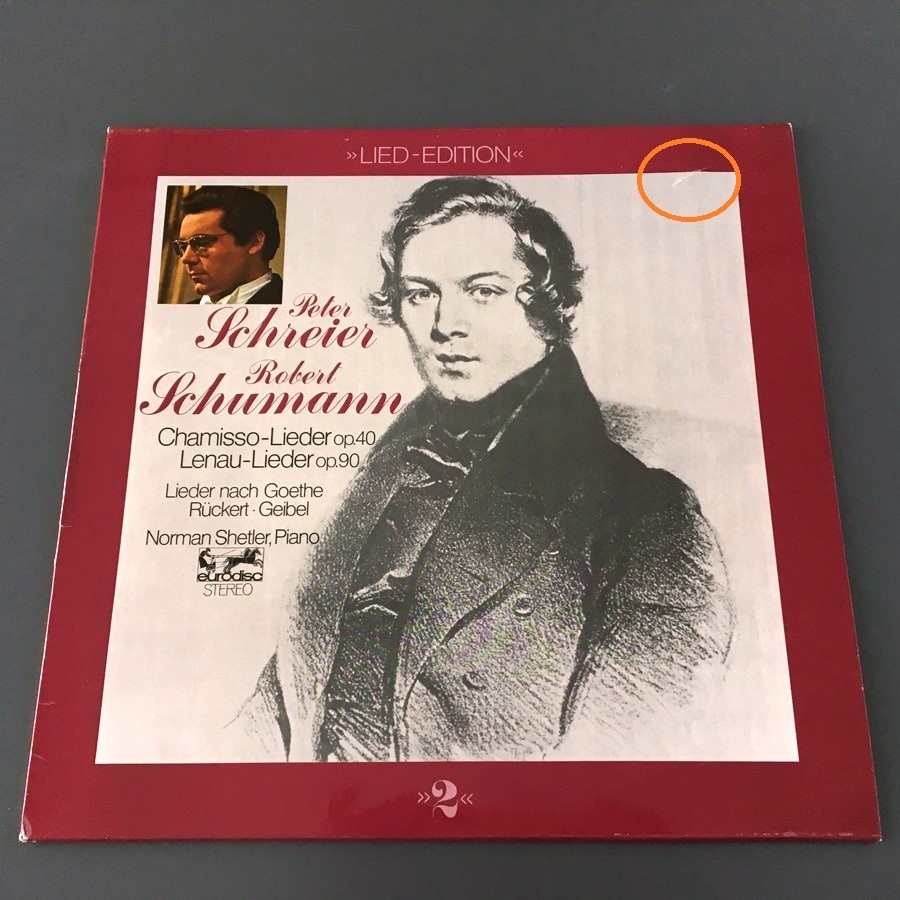 »LIED-EDITION«
Peter
Schreier
Robert
Schumann
Chamisso-Lieder op.40
Lenau-Lieder op.90
Lieder nach Goethe
Rückert · Geibel
Norman Shetler, Piano
eurodisc
STEREO
»2«